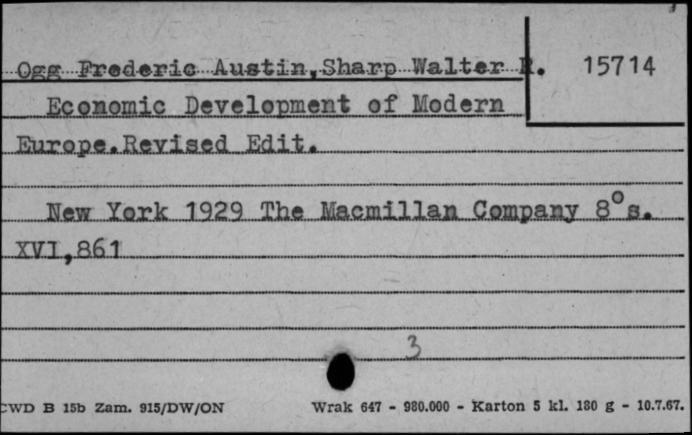 Ogg Frederic Austin,Sharp Walter R. 15714
Economic Development of Modern
Europe.Revised Edit.
New York 1929 The Macmillan Company 8°s.
XVI,861
3
CWD B 15b Zam. 915/DW/ON Wrak 647 - 980.000 - Karton 5 kl. 180 g - 10.7.67.